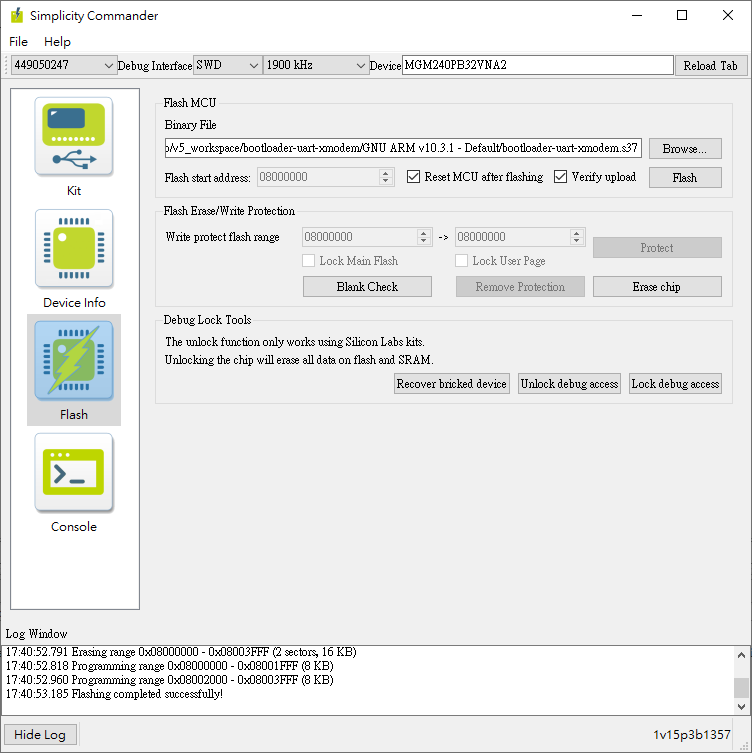 Simplicity Commander
File Help
449050247 Debug Interface SWD 1900 kHz Device MGM240PB32VNA2 Reload Tab
Kit
Device Info
Flash
Console
Flash MCU
Binary File
o/v5_workspace/bootloader-uart-xmodem/GNU ARM v10.3.1 - Default/bootloader-uart-xmodem.s37 Browse...
Flash start address: 08000000 Reset MCU after flashing Verify upload Flash
Flash Erase/Write Protection
Write protect flash range 08000000 -> 08000000 Protect
Lock Main Flash Lock User Page
Blank Check Remove Protection Erase chip
Debug Lock Tools
The unlock function only works using Silicon Labs kits.
Unlocking the chip will erase all data on flash and SRAM.
Recover bricked device Unlock debug access Lock debug access
Log Window
17:40:52.791 Erasing range 0x08000000 - 0x08003FFF (2 sectors, 16 KB)
17:40:52.818 Programming range 0x08000000 - 0x08001FFF (8 KB)
17:40:52.960 Programming range 0x08002000 - 0x08003FFF (8 KB)
17:40:53.185 Flashing completed successfully!
Hide Log 1v15p3b1357